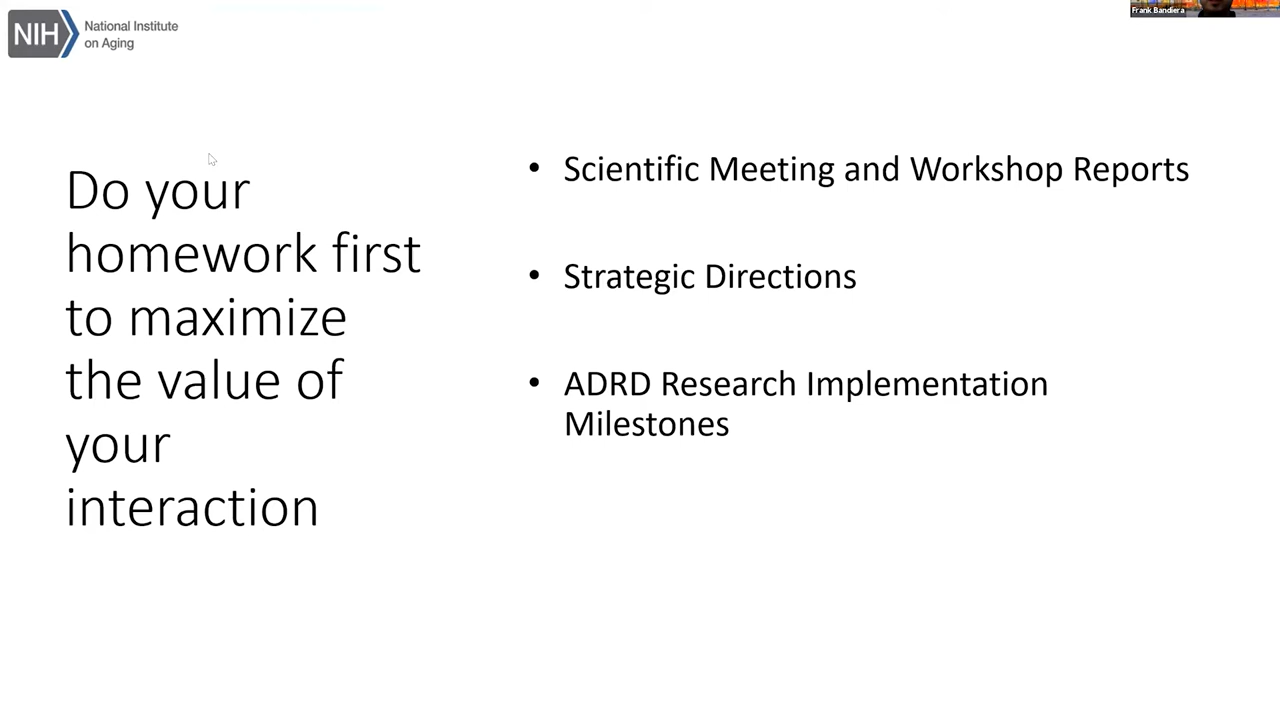 NIH
National Institute
on Aging
Frank Bandiera
Do your
homework first
to maximize
the value of
your
interaction
• Scientific Meeting and Workshop Reports
• Strategic Directions
• ADRD Research Implementation
Milestones